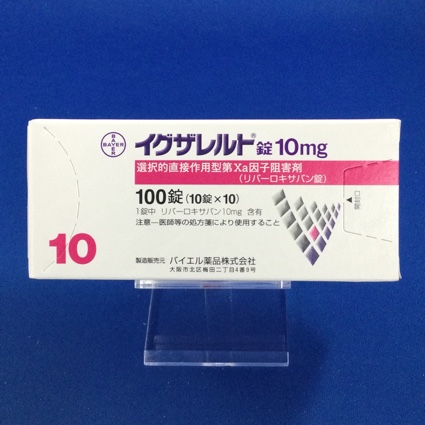 BAYER
BAYER
イグザレルト®錠10mg
選択的直接作用型第Xa因子阻害剤
(リバーロキサバン錠)
100錠(10錠×10)
1錠中 リバーロキサバン10mg 含有
注意―医師等の処方箋により使用すること
開封口
10
製造販売元 バイエル薬品株式会社
大阪市北区梅田二丁目4番9号